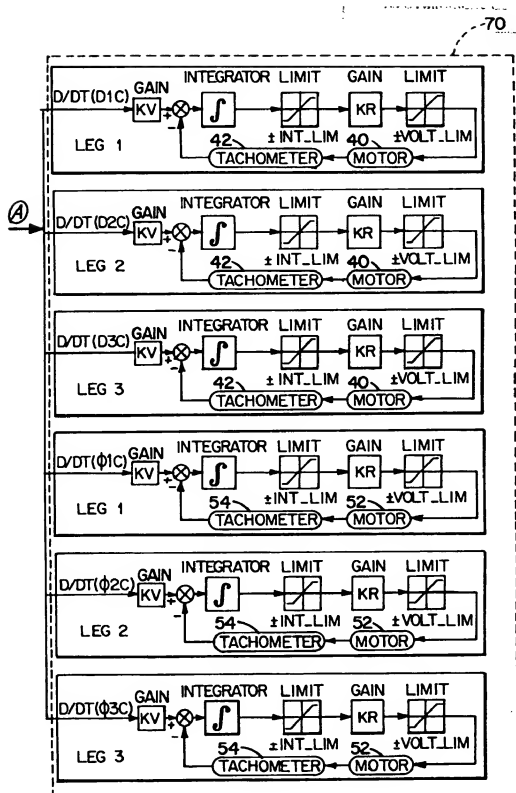 70
INTEGRATOR LIMIT GAIN LIMIT
D/DT(D1C) GAIN
KV + - ∫ KR
±INT_LIM ±VOLT_LIM
LEG 1 42 TACHOMETER 40 MOTOR
A
INTEGRATOR LIMIT GAIN LIMIT
D/DT(D2C) GAIN
KV + - ∫ KR
±INT_LIM ±VOLT_LIM
LEG 2 42 TACHOMETER 40 MOTOR
INTEGRATOR LIMIT GAIN LIMIT
D/DT(D3C) GAIN
KV + - ∫ KR
±INT_LIM ±VOLT_LIM
LEG 3 42 TACHOMETER 40 MOTOR
INTEGRATOR LIMIT GAIN LIMIT
D/DT(ϕ1C) GAIN
KV + - ∫ KR
±INT_LIM ±VOLT_LIM
LEG 1 54 TACHOMETER 52 MOTOR
INTEGRATOR LIMIT GAIN LIMIT
D/DT(ϕ2C) GAIN
KV + - ∫ KR
±INT_LIM ±VOLT_LIM
LEG 2 54 TACHOMETER 52 MOTOR
INTEGRATOR LIMIT GAIN LIMIT
D/DT(ϕ3C) GAIN
KV + - ∫ KR
±INT_LIM ±VOLT_LIM
LEG 3 54 TACHOMETER 52 MOTOR